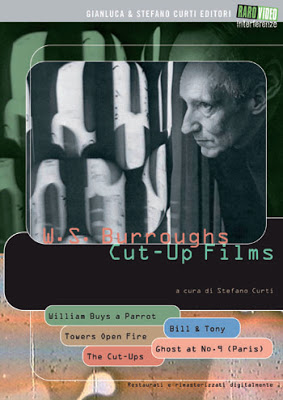 GIANLUCA & STEFANO CURTI EDITORI
RARO VIDEO
interferenze
W.S. Burroughs
Cut-Up Films
a cura di Stefano Curti
William Buys a Parrot
Bill & Tony
Towers Open Fire
Ghost at No.9 (Paris)
The Cut-Ups
Restaurati e rimasterizzati digitalmente